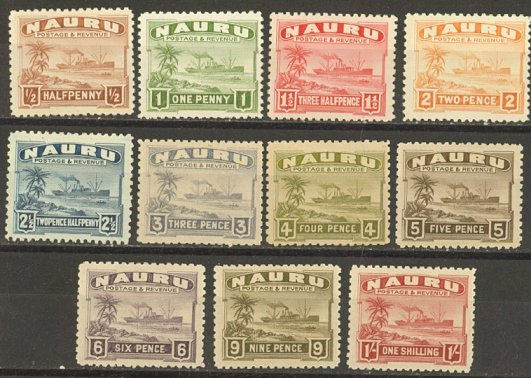 NAURU
POSTAGE & REVENUE
½ HALFPENNY ½
NAURU
POSTAGE & REVENUE
1 ONE PENNY 1
NAURU
POSTAGE & REVENUE
1½ THREE HALFPENCE 1½
NAURU
POSTAGE & REVENUE
2 TWO PENCE 2
NAURU
POSTAGE & REVENUE
2½ TWOPENCE HALFPENNY 2½
NAURU
POSTAGE & REVENUE
3 THREE PENCE 3
NAURU
POSTAGE & REVENUE
4 FOUR PENCE 4
NAURU
POSTAGE & REVENUE
5 FIVE PENCE 5
NAURU
POSTAGE & REVENUE
6 SIX PENCE 6
NAURU
POSTAGE & REVENUE
9 NINE PENCE 9
NAURU
POSTAGE & REVENUE
1/- ONE SHILLING 1/-